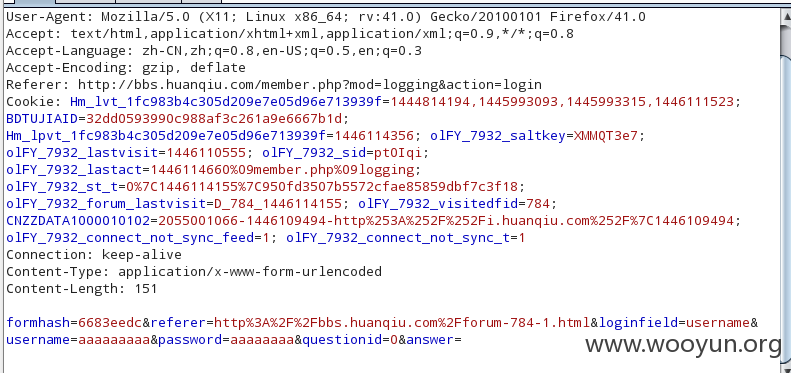 User-Agent: Mozilla/5.0 (X11; Linux x86_64; rv:41.0) Gecko/20100101 Firefox/41.0
Accept: text/html,application/xhtml+xml,application/xml;q=0.9,*/*;q=0.8
Accept-Language: zh-CN,zh;q=0.8,en-US;q=0.5,en;q=0.3
Accept-Encoding: gzip, deflate
Referer: http://bbs.huanqiu.com/member.php?mod=logging&action=login
Cookie: Hm_lvt_1fc983b4c305d209e7e05d96e713939f=1444814194,1445993093,1445993315,1446111523;
BDTUJIAID=32dd0593990c988af3c261a9e6667b1d;
Hm_lpvt_1fc983b4c305d209e7e05d96e713939f=1446114356; olFY_7932_saltkey=XMMQT3e7;
olFY_7932_lastvisit=1446110555; olFY_7932_sid=ptOIqi;
olFY_7932_lastact=1446114660%09member.php%09logging;
olFY_7932_st_t=0%7C1446114155%7C950fd3507b5572cfae85859dbf7c3f18;
olFY_7932_forum_lastvisit=D_784_1446114155; olFY_7932_visitedfid=784;
CNZZDATA1000010102=2055001066-1446109494-http%253A%252F%252Fi.huanqiu.com%252F%7C1446109494;
olFY_7932_connect_not_sync_feed=1; olFY_7932_connect_not_sync_t=1
Connection: keep-alive
Content-Type: application/x-www-form-urlencoded
Content-Length: 151
formhash=6683eedc&referer=http%3A%2F%2Fbbs.huanqiu.com%2Fforum-784-1.html&loginfield=username&
username=aaaaaaaaa&password=aaaaaaaa&questionid=0&answer=
www.wooyun.org